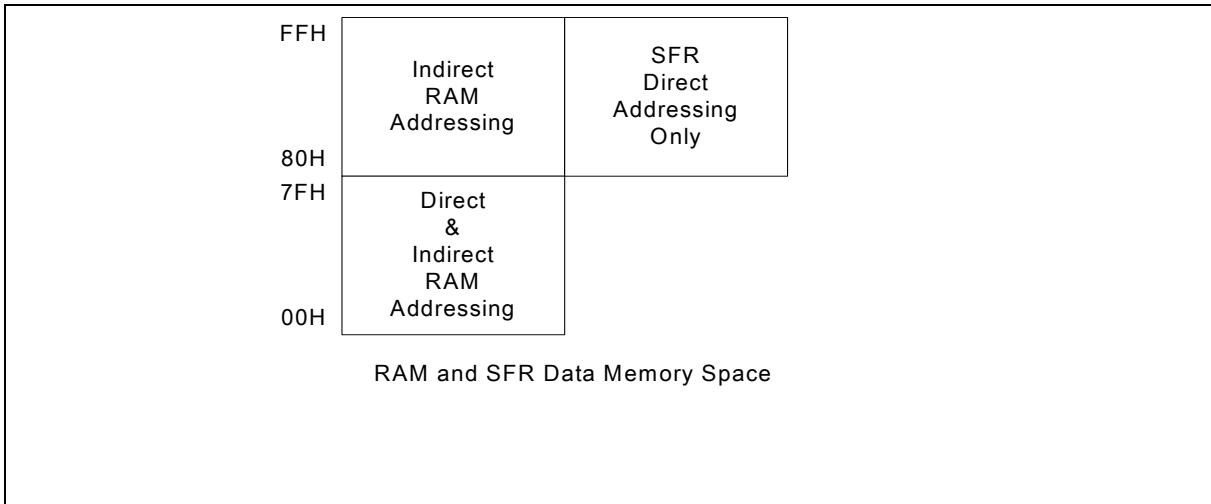 FFH
Indirect
RAM
Addressing
SFR
Direct
Addressing
Only
80H
7FH
Direct
&
Indirect
RAM
Addressing
00H
RAM and SFR Data Memory Space